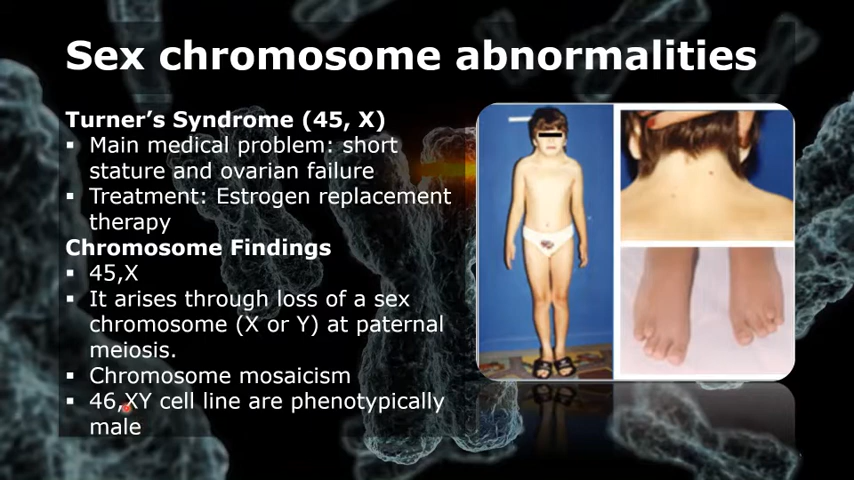 Sex chromosome abnormalities
Turner’s Syndrome (45, X)
▪ Main medical problem: short
stature and ovarian failure
▪ Treatment: Estrogen replacement
therapy
Chromosome Findings
▪ 45,X
▪ It arises through loss of a sex
chromosome (X or Y) at paternal
meiosis.
▪ Chromosome mosaicism
▪ 46,XY cell line are phenotypically
male